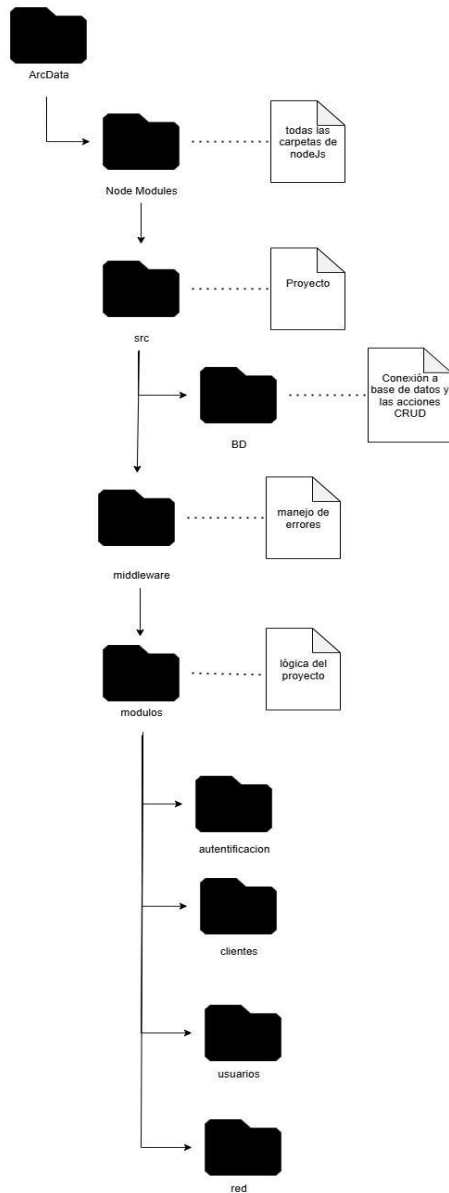 ArcData
todas las
carpetas de
nodeJs
Node Modules
Proyecto
src
Conexión a
base de datos y
las acciones
CRUD
BD
manejo de
errores
middleware
lógica del
proyecto
modulos
autentificacion
clientes
usuarios
red